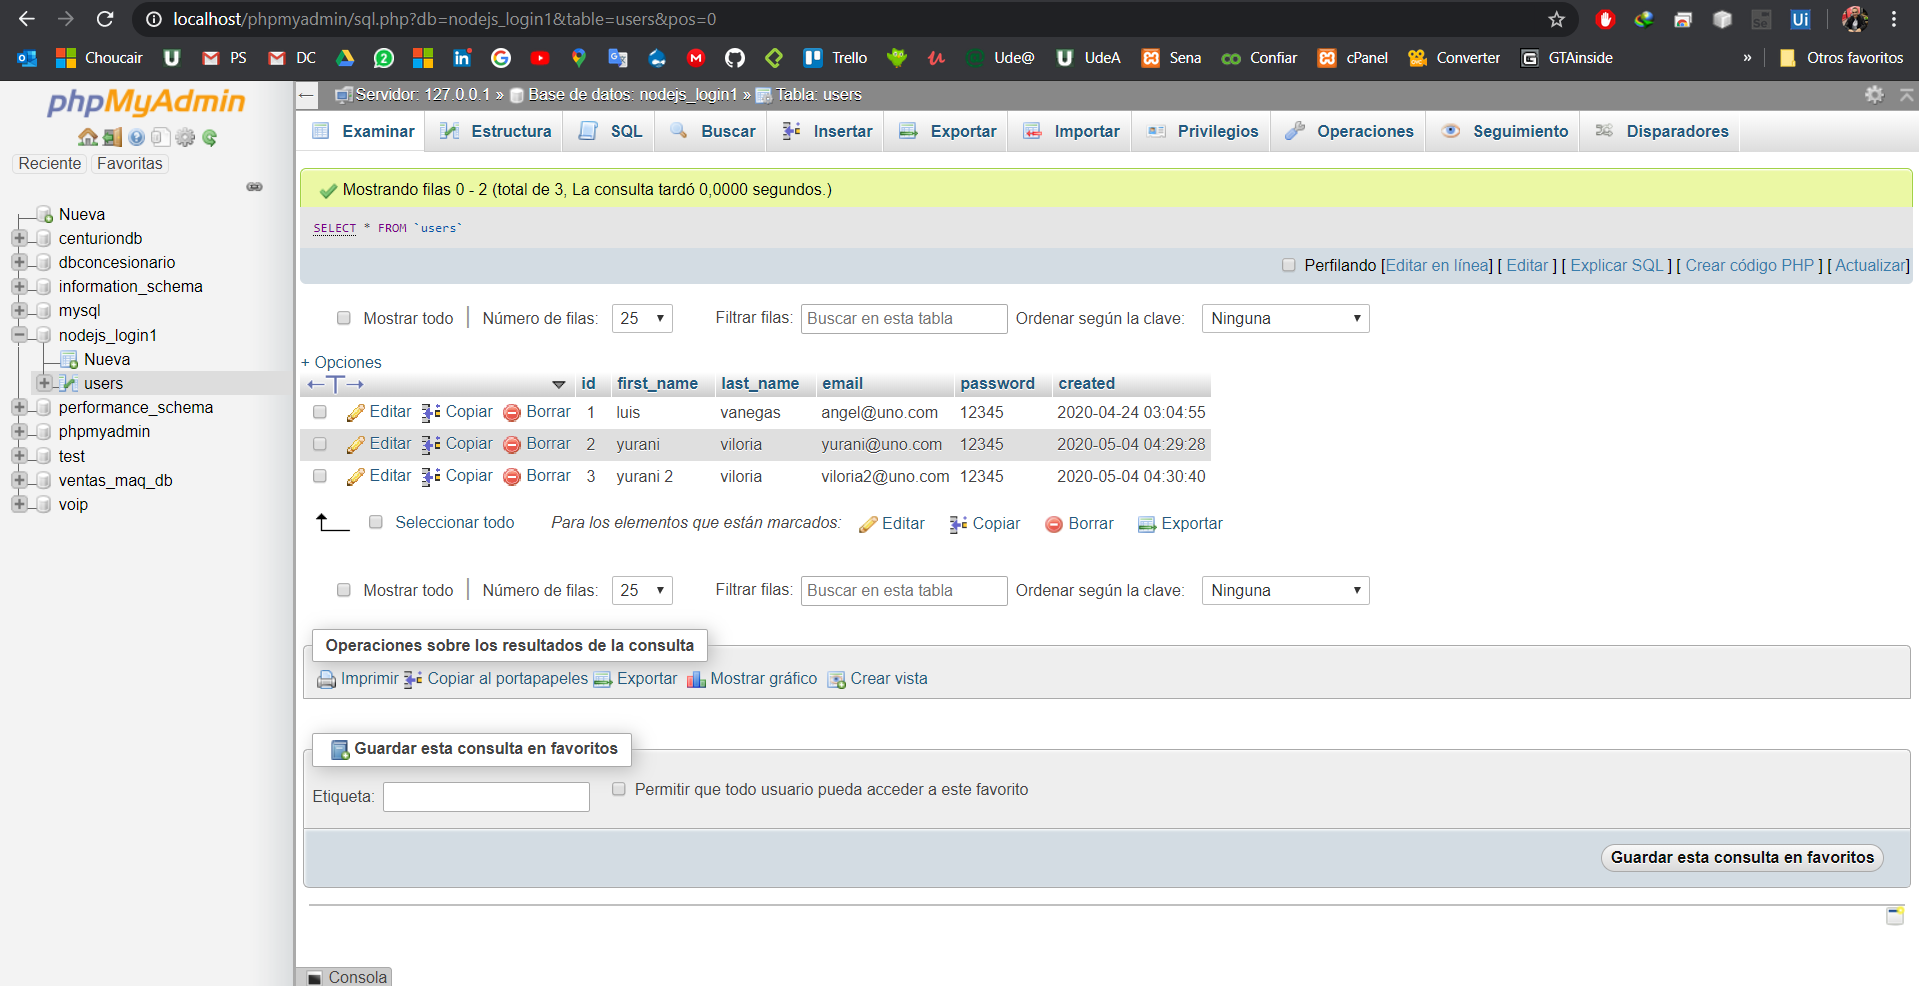 localhost/phpmyadmin/sql.php?db=nodejs_login1&table=users&pos=0
Choucair PS DC Trello Ude@ UdeA Sena Confiar cPanel Converter GTAinside » Otros favoritos
phpMyAdmin
Reciente Favoritas
Nueva
centuriondb
dbconcesionario
information_schema
mysql
nodejs_login1
Nueva
users
performance_schema
phpmyadmin
test
ventas_maq_db
voip
Servidor: 127.0.0.1 » Base de datos: nodejs_login1 » Tabla: users
Examinar Estructura SQL Buscar Insertar Exportar Importar Privilegios Operaciones Seguimiento Disparadores
Mostrando filas 0 - 2 (total de 3, La consulta tardó 0,0000 segundos.)
SELECT * FROM `users`
Perfilando [Editar en línea] [ Editar ] [ Explicar SQL ] [ Crear código PHP ] [ Actualizar]
Mostrar todo | Número de filas: 25 Filtrar filas: Buscar en esta tabla Ordenar según la clave: Ninguna
+ Opciones
←T→ id first_name last_name email password created
Editar Copiar Borrar 1 luis vanegas angel@uno.com 12345 2020-04-24 03:04:55
Editar Copiar Borrar 2 yurani viloria yurani@uno.com 12345 2020-05-04 04:29:28
Editar Copiar Borrar 3 yurani 2 viloria viloria2@uno.com 12345 2020-05-04 04:30:40
Seleccionar todo Para los elementos que están marcados: Editar Copiar Borrar Exportar
Mostrar todo | Número de filas: 25 Filtrar filas: Buscar en esta tabla Ordenar según la clave: Ninguna
Operaciones sobre los resultados de la consulta
Imprimir Copiar al portapapeles Exportar Mostrar gráfico Crear vista
Guardar esta consulta en favoritos
Etiqueta: Permitir que todo usuario pueda acceder a este favorito
Guardar esta consulta en favoritos
Consola